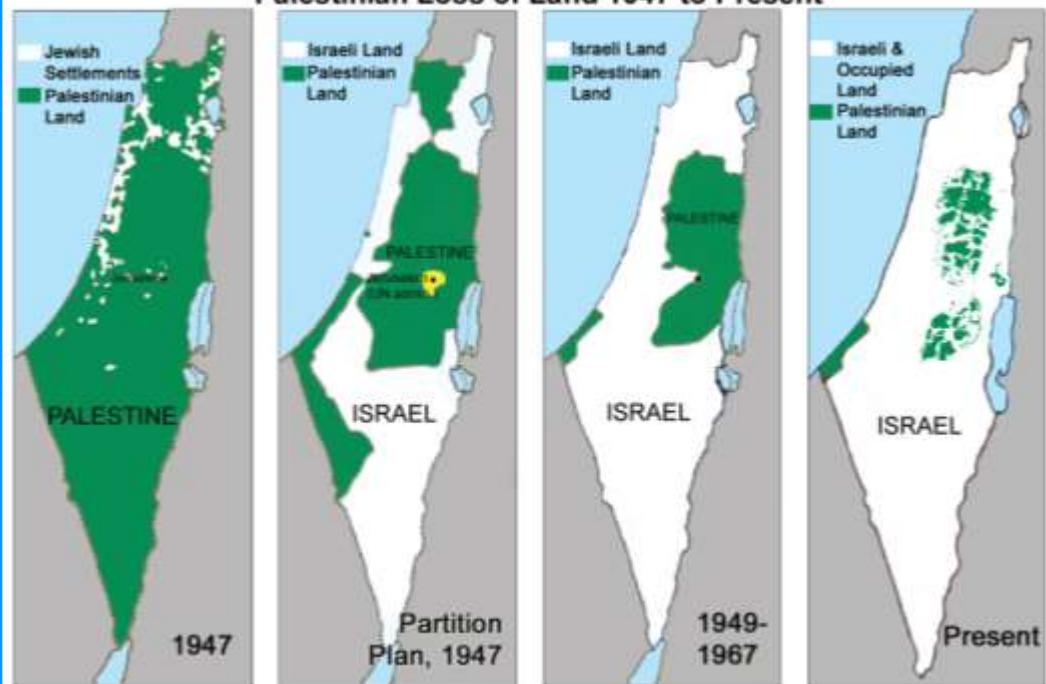 Palestinian Loss of Land 1947 to Present
Jewish
Settlements
Palestinian
Land
PALESTINE
1947
Israeli Land
Palestinian
Land
PALESTINE
ISRAEL
Partition
Plan, 1947
Israeli Land
Palestinian
Land
PALESTINE
ISRAEL
1949-
1967
Israeli &
Occupied
Land
Palestinian
Land
ISRAEL
Present